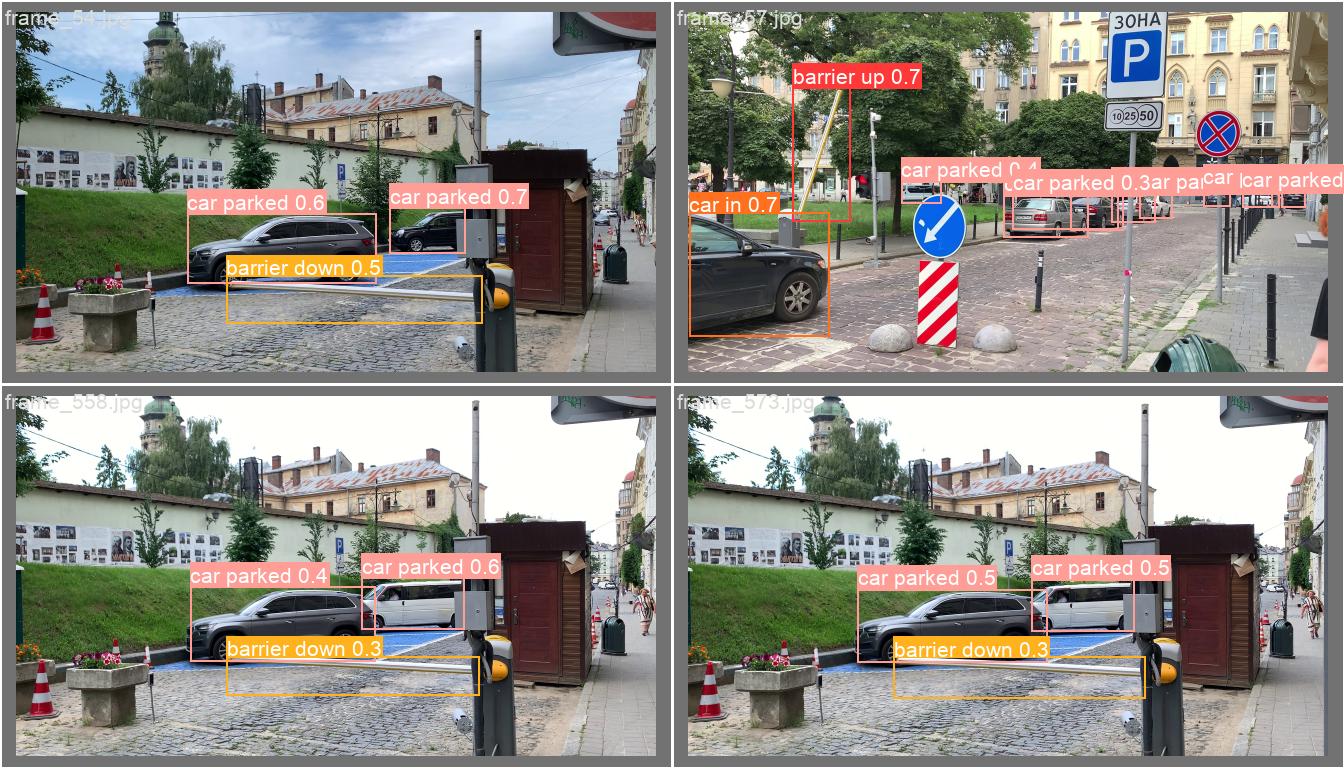 frame_54.jpg
car parked 0.6
car parked 0.7
barrier down 0.5
frame_57.jpg
ЗОНА
P
10 25 50
barrier up 0.7
car parked 0.4
car parked 0.3
car
car parked
car in 0.7
frame_558.jpg
car parked 0.4
car parked 0.6
barrier down 0.3
frame_573.jpg
car parked 0.5
car parked 0.5
barrier down 0.3